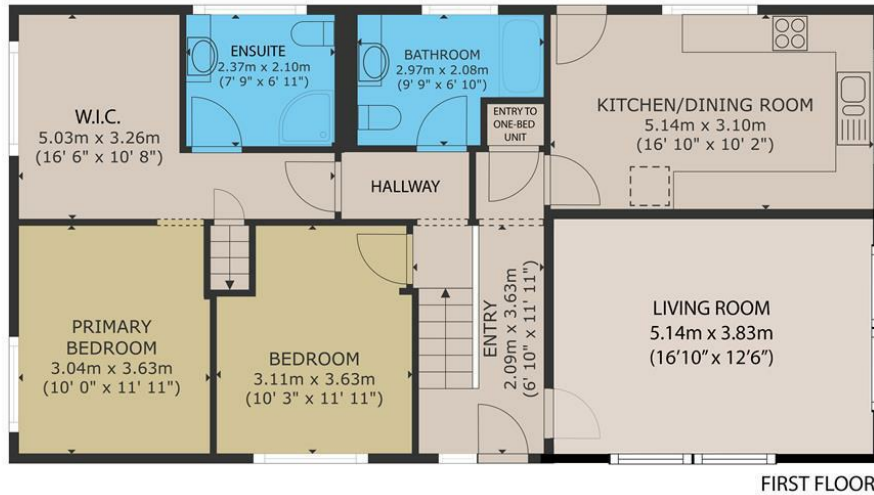 ENSUITE
2.37m x 2.10m
(7' 9" x 6' 11")
BATHROOM
2.97m x 2.08m
(9' 9" x 6' 10")
W.I.C.
5.03m x 3.26m
(16' 6" x 10' 8")
ENTRY TO
ONE-BED
UNIT
KITCHEN/DINING ROOM
5.14m x 3.10m
(16' 10" x 10' 2")
HALLWAY
PRIMARY
BEDROOM
3.04m x 3.63m
(10' 0" x 11' 11")
BEDROOM
3.11m x 3.63m
(10' 3" x 11' 11")
ENTRY
2.09m x 3.63m
(6' 10" x 11' 11")
LIVING ROOM
5.14m x 3.83m
(16'10" x 12'6")
FIRST FLOOR